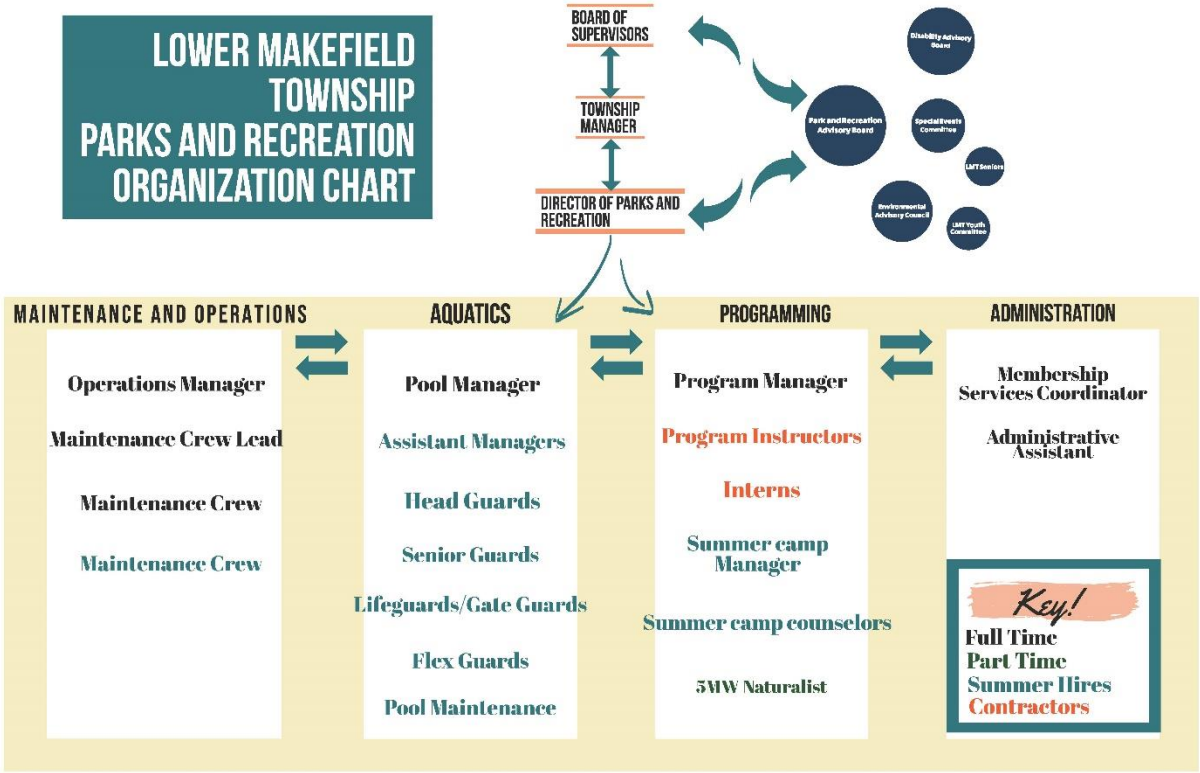 LOWER MAKEFIELD
TOWNSHIP
PARKS AND RECREATION
ORGANIZATION CHART
BOARD OF
SUPERVISORS
TOWNSHIP
MANAGER
DIRECTOR OF PARKS AND
RECREATION
Park and Recreation
Advisory Board
Disability Advisory
Board
Special Events
Committee
LMT Seniors
Environmental
Advisory Council
LMT Youth
Committee
MAINTENANCE AND OPERATIONS
Operations Manager
Maintenance Crew Lead
Maintenance Crew
Maintenance Crew
AQUATICS
Pool Manager
Assistant Managers
Head Guards
Senior Guards
Lifeguards/Gate Guards
Flex Guards
Pool Maintenance
PROGRAMMING
Program Manager
Program Instructors
Interns
Summer camp
Manager
Summer camp counselors
5MW Naturalist
ADMINISTRATION
Membership
Services Coordinator
Administrative
Assistant
Key!
Full Time
Part Time
Summer Hires
Contractors